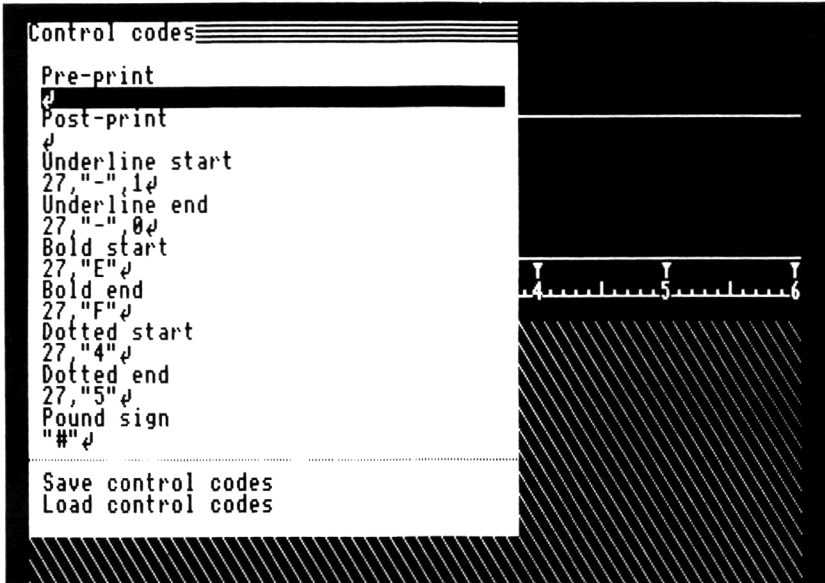 Control codes
Pre-print
↲
Post-print
↲
Underline start
27,"-",1↲
Underline end
27,"-",0↲
Bold start
27,"E"↲
Bold end
27,"F"↲
Dotted start
27,"4"↲
Dotted end
27,"5"↲
Pound sign
"#"↲
Save control codes
Load control codes
4 5 6